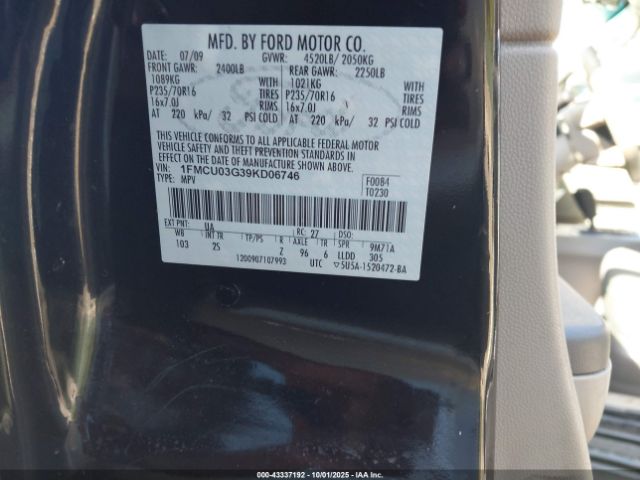 MFD. BY FORD MOTOR CO.
DATE: 07/09 GVWR: 4520LB/ 2050KG
FRONT GAWR: 2400LB REAR GAWR: 2250LB
1089KG WITH 1021KG WITH
P235/70R16 TIRES P235/70R16 TIRES
16x7.0J RIMS 16x7.0J RIMS
AT 220 kPa/ 32 PSI COLD AT 220 kPa/ 32 PSI COLD
THIS VEHICLE CONFORMS TO ALL APPLICABLE FEDERAL MOTOR
VEHICLE SAFETY AND THEFT PREVENTION STANDARDS IN
EFFECT ON THE DATE OF MANUFACTURE SHOWN ABOVE.
VIN: 1FMCU03G39KD06746 F0084
TYPE: MPV T0230
EXT PNT: UA RC: 27 DSO:
WB INT TR TP/PS R AXLE TR SPR 9M71A
103 25 Z 96 6 LLDD 305
1200907107993 UTC ▽5U5A-1520472-BA
000-43337192 - 10/01/2025 - IAAI.COM